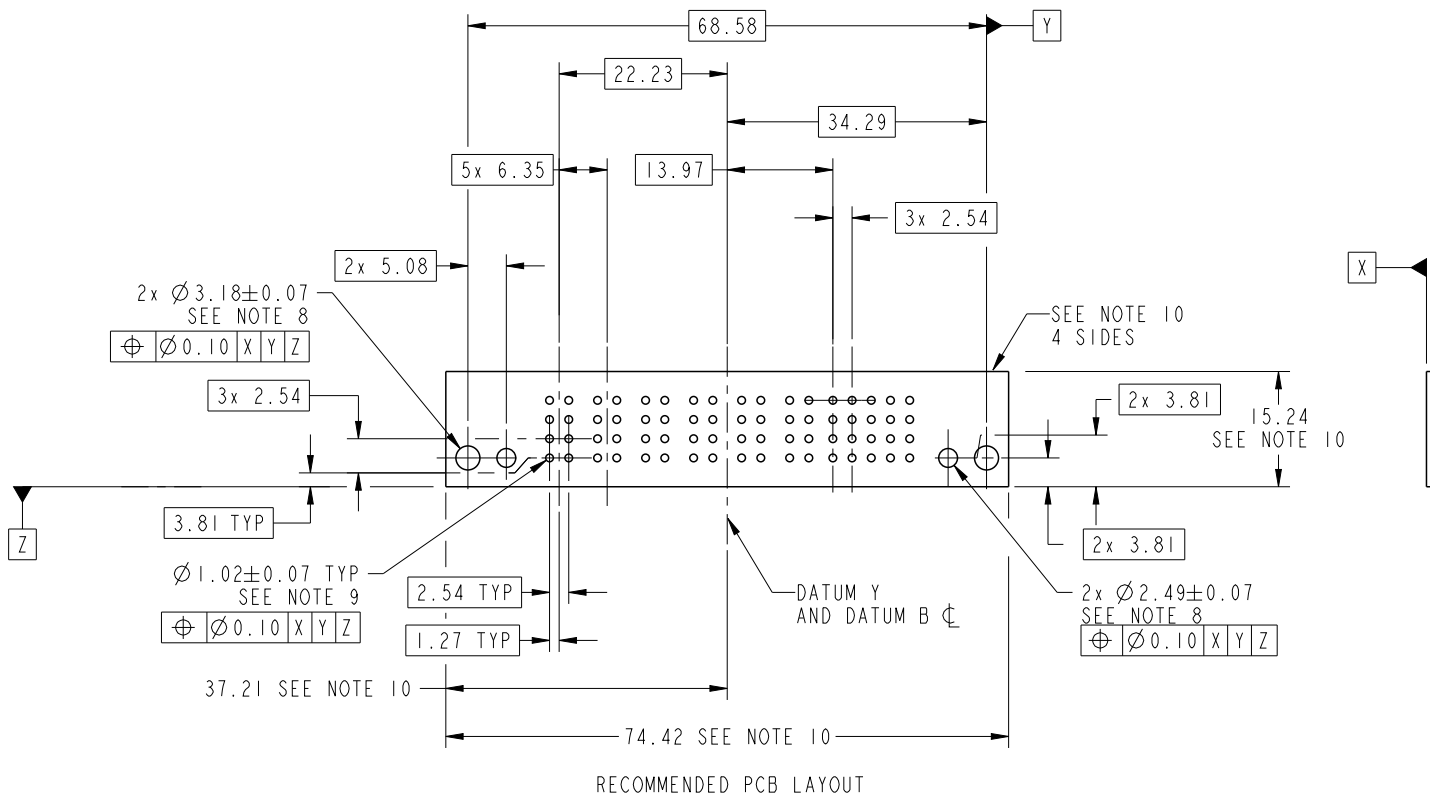 68.58
Y
22.23
34.29
5x 6.35
13.97
3x 2.54
2x 5.08
X
2x Ø3.18±0.07
SEE NOTE 8
⌖ Ø0.10 X Y Z
SEE NOTE 10
4 SIDES
3x 2.54
2x 3.81
15.24
SEE NOTE 10
3.81 TYP
Z
2x 3.81
Ø1.02±0.07 TYP
SEE NOTE 9
⌖ Ø0.10 X Y Z
2.54 TYP
1.27 TYP
DATUM Y
AND DATUM B ℄
2x Ø2.49±0.07
SEE NOTE 8
⌖ Ø0.10 X Y Z
37.21 SEE NOTE 10
74.42 SEE NOTE 10
RECOMMENDED PCB LAYOUT